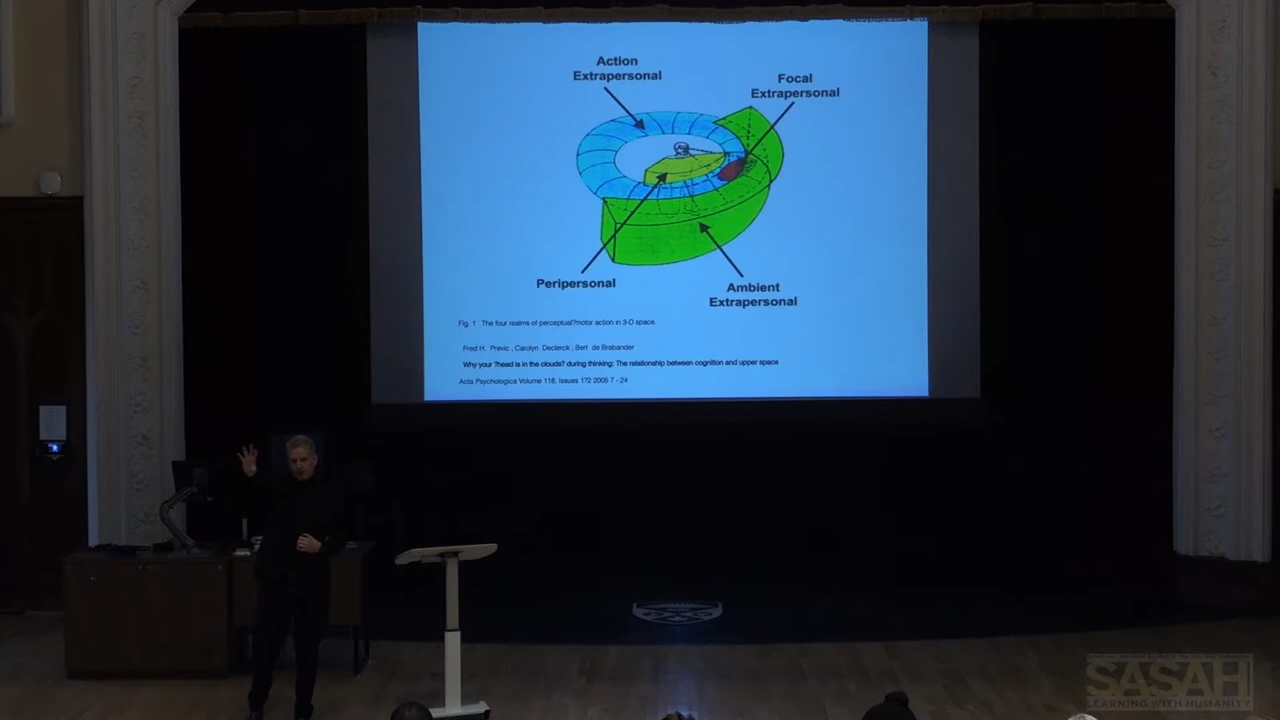 Action
Extrapersonal
Focal
Extrapersonal
Peripersonal
Ambient
Extrapersonal
Fig. 1 The four realms of perceptual?motor action in 3-D space.
Fred H. Previc , Carolyn Declerck , Bert de Brabander
Why your ?head is in the clouds? during thinking: The relationship between cognition and upper space
Acta Psychologica Volume 118, Issues 1?2 2005 7 - 24
SASAH
LEARNING WITH HUMANITY